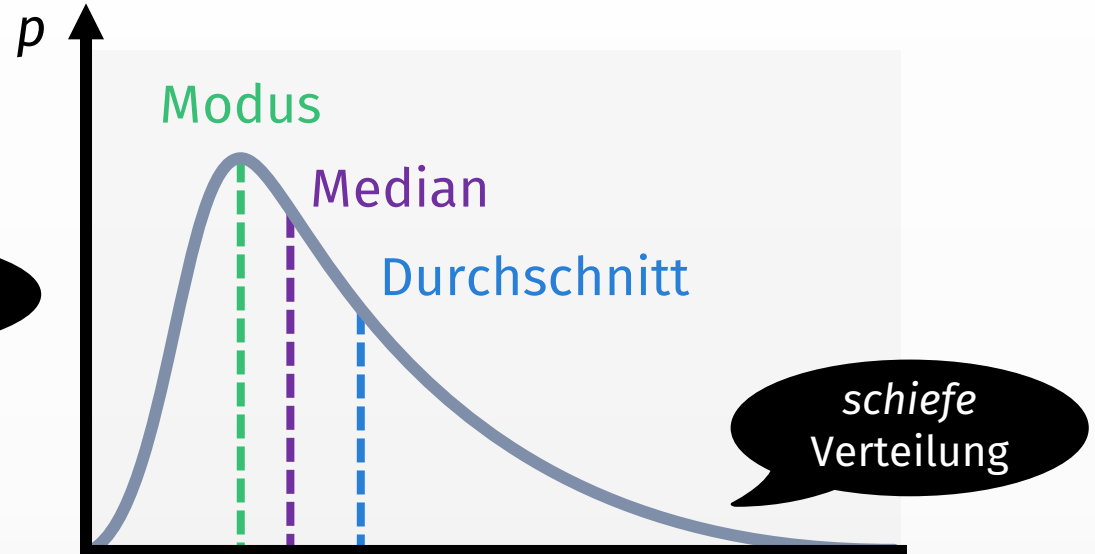 p
Modus
Median
Durchschnitt
schiefe
Verteilung